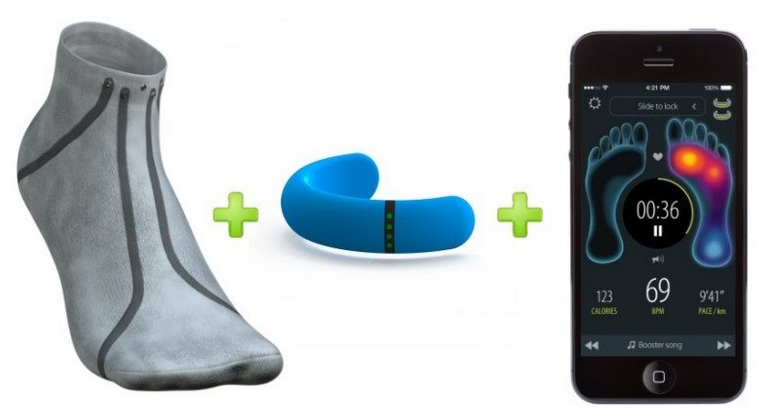 4:21 PM
100%
Slide to lock
00:36
123
CALORIES
69
BPM
9'41"
PACE / km
Booster song